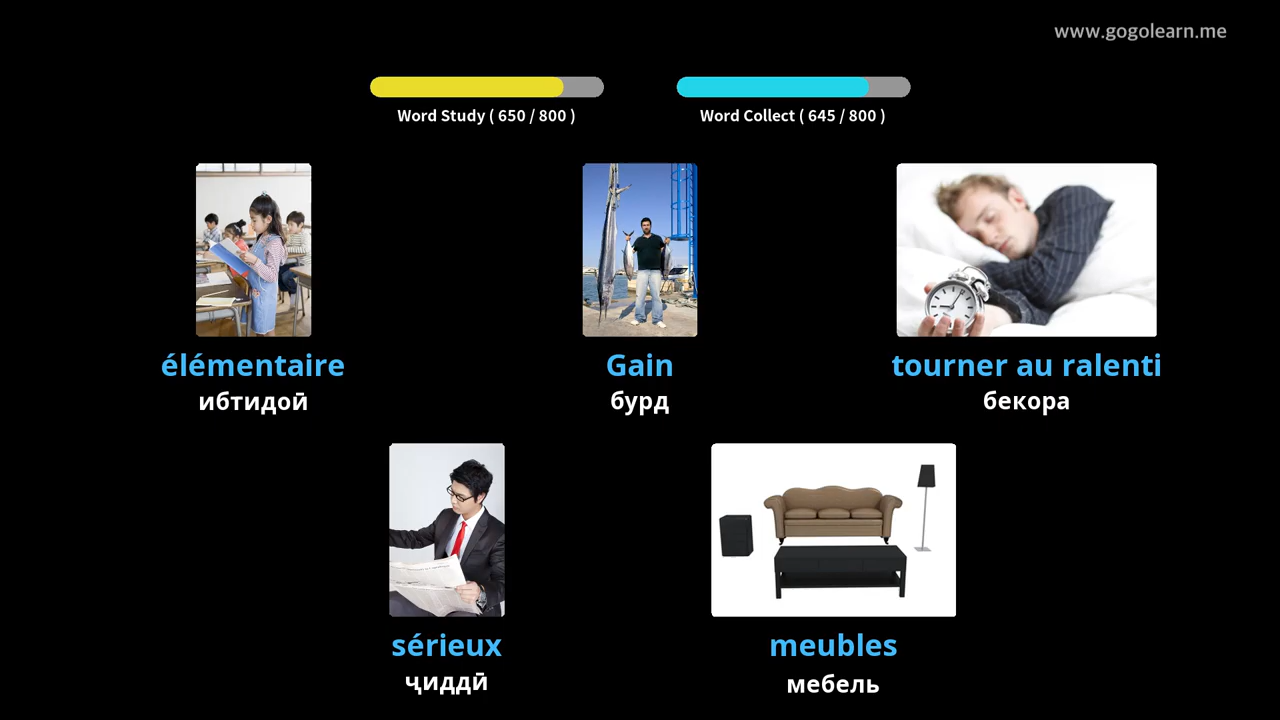 www.gogolearn.me
Word Study ( 650 / 800 )
Word Collect ( 645 / 800 )
élémentaire
ибтидоӣ
Gain
бурд
tourner au ralenti
бекора
sérieux
ҷиддӣ
meubles
мебель